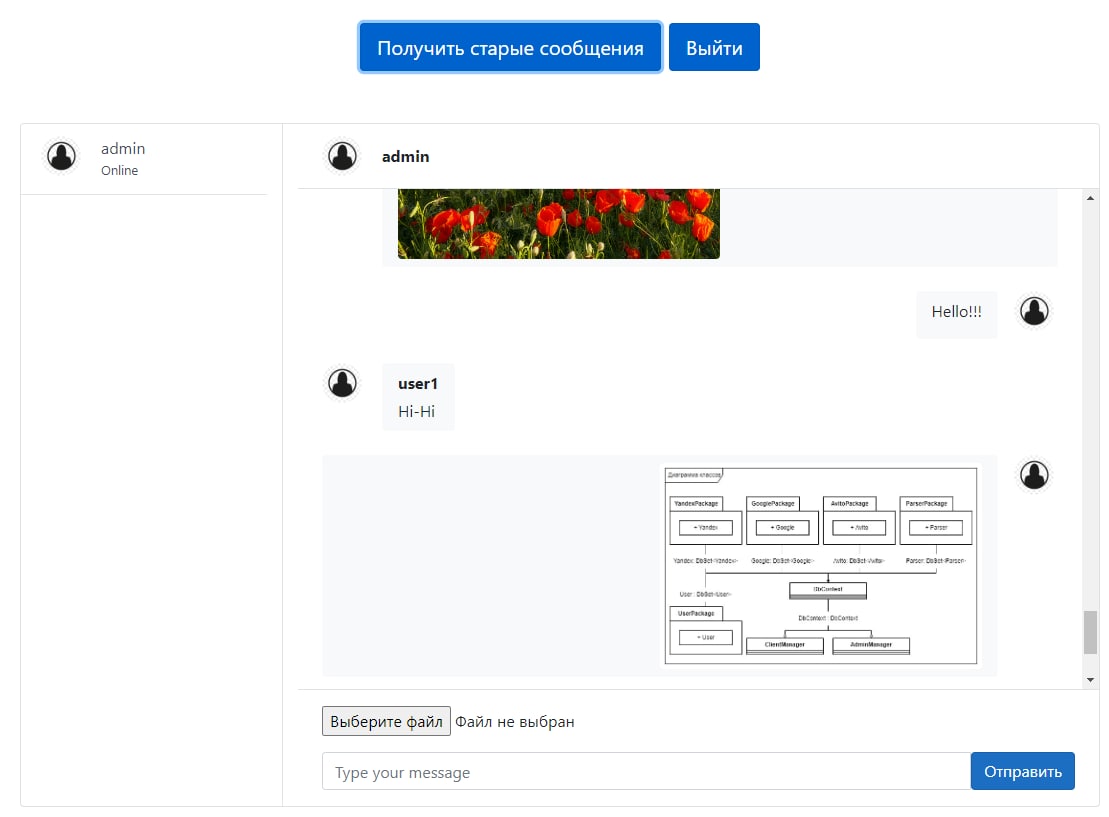 Получить старые сообщения
Выйти
admin
Online
admin
Hello!!!
user1
Hi-Hi
Диаграмма классов
YandexPackage
GooglePackage
AvitoPackage
ParserPackage
+ Yandex
+ Google
+ Avito
+ Parser
Yandex: DbSet<Yandex>
Google: DbSet<Google>
Avito: DbSet<Avito>
Parser: DbSet<Parser>
DbContext
User : DbSet<User>
UserPackage
DbContext : DbContext
+ User
ClientManager
AdminManager
Выберите файл
Файл не выбран
Type your message
Отправить